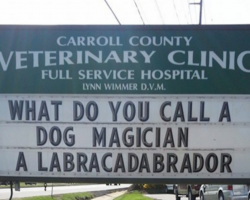 CARROLL COUNTY
VETERINARY CLINIC
FULL SERVICE HOSPITAL
LYNN WIMMER D.V.M.
WHAT DO YOU CALL A
DOG MAGICIAN
A LABRACADABRADOR